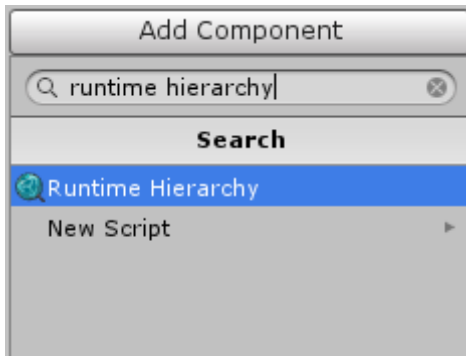 Add Component
runtime hierarchy
Search
Runtime Hierarchy
New Script